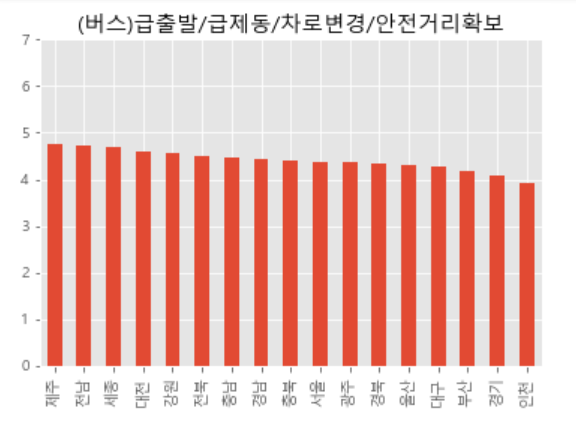 (버스)급출발/급제동/차로변경/안전거리확보
7
6
5
4
3
2
1
0
제주
전남
세종
대전
강원
전북
충남
경남
충북
서울
광주
경북
울산
대구
부산
경기
인천